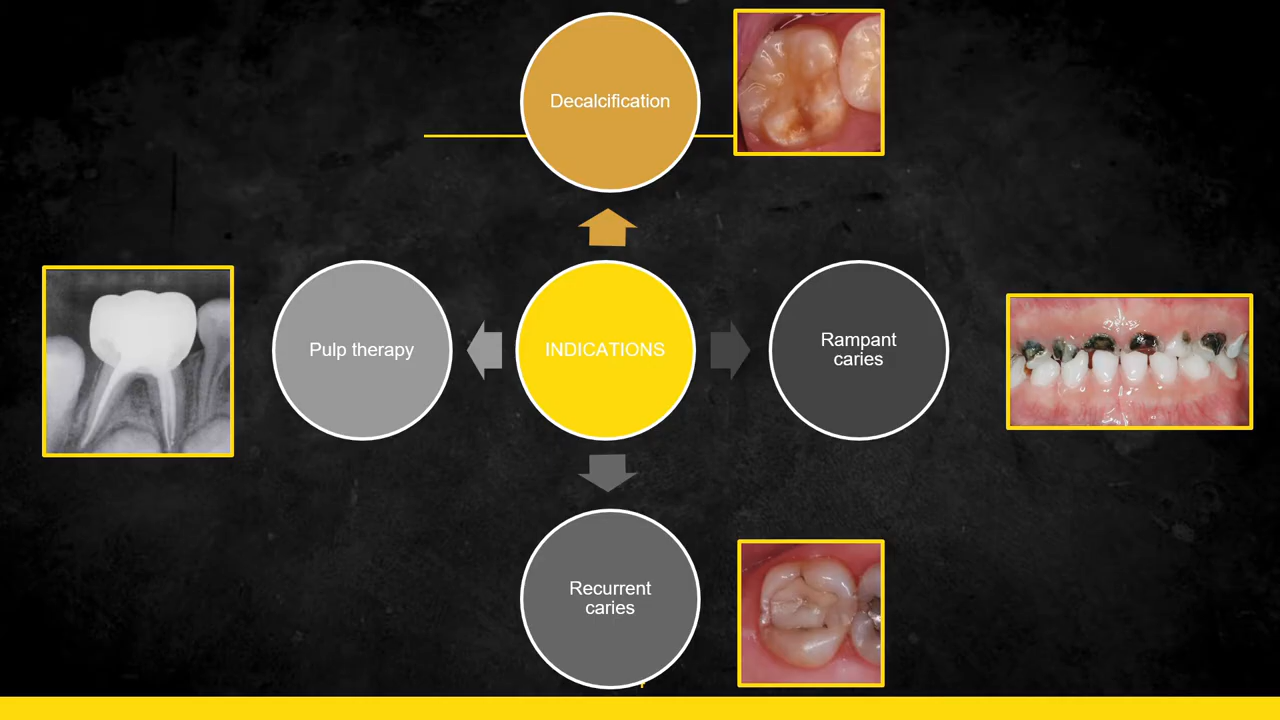 Decalcification
Pulp therapy
INDICATIONS
Rampant
caries
Recurrent
caries